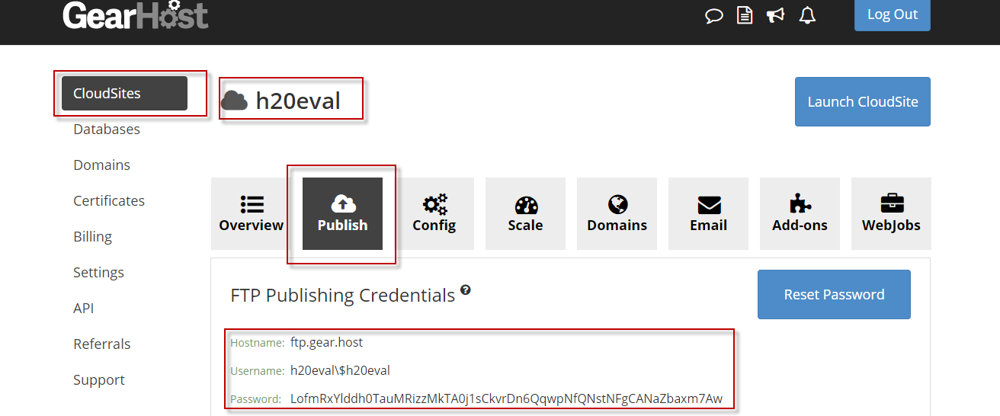 GearHost
Log Out
CloudSites
h20eval
Launch CloudSite
Databases
Domains
Certificates
Billing
Settings
API
Referrals
Support
Overview
Publish
Config
Scale
Domains
Email
Add-ons
WebJobs
FTP Publishing Credentials ?
Reset Password
Hostname: ftp.gear.host
Username: h20eval\$h20eval
Password: LofmRxYlddh0TauMRizzMkTA0j1sCkvrDn6QqwpNfQNstNFgCANaZbaxm7Aw